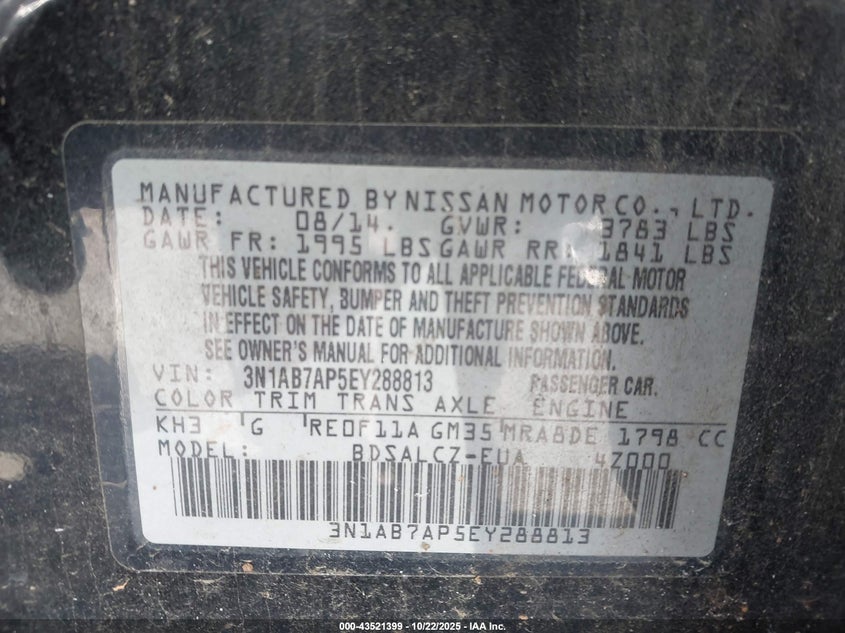 MANUFACTURED BY NISSAN MOTOR CO., LTD.
DATE: 08/14. GVWR: 3783 LBS
GAWR FR: 1995 LBS GAWR RR: 1841 LBS
THIS VEHICLE CONFORMS TO ALL APPLICABLE FEDERAL MOTOR
VEHICLE SAFETY, BUMPER AND THEFT PREVENTION STANDARDS
IN EFFECT ON THE DATE OF MANUFACTURE SHOWN ABOVE.
SEE OWNER'S MANUAL FOR ADDITIONAL INFORMATION.
VIN: 3N1AB7AP5EY288813 PASSENGER CAR.
COLOR TRIM TRANS AXLE ENGINE
KH3 G RE0F11A GM35 MRA8DE 1798 CC
MODEL: BDSALCZ-EUA 4Z000
3N1AB7AP5EY288813
000-43521399 | 10/22/2025 - IAA Inc.